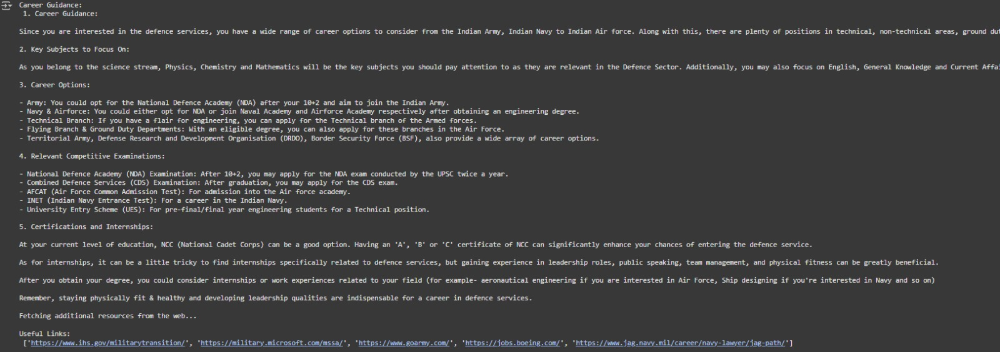 Career Guidance:
1. Career Guidance:
Since you are interested in the defence services, you have a wide range of career options to consider from the Indian Army, Indian Navy to Indian Air force. Along with this, there are plenty of positions in technical, non-technical areas, ground
2. Key Subjects to Focus On:
As you belong to the science stream, Physics, Chemistry and Mathematics will be the key subjects you should pay attention to as they are relevant in the Defence Sector. Additionally, you may also focus on English, General Knowledge and Current
3. Career Options:
- Army: You could opt for the National Defence Academy (NDA) after your 10+2 and aim to join the Indian Army.
- Navy & Airforce: You could either opt for NDA or join Naval Academy and Airforce Academy respectively after obtaining an engineering degree.
- Technical Branch: If you have a flair for engineering, you can apply for the Technical branch of the Armed forces.
- Flying Branch & Ground Duty Departments: With an eligible degree, you can also apply for these branches in the Air Force.
- Territorial Army, Defense Research and Development Organisation (DRDO), Border Security Force (BSF), also provide a wide array of career options.
4. Relevant Competitive Examinations:
- National Defence Academy (NDA) Examination: After 10+2, you may apply for the NDA exam conducted by the UPSC twice a year.
- Combined Defence Services (CDS) Examination: After graduation, you may apply for the CDS exam.
- AFCAT (Air Force Common Admission Test): For admission into the Air force academy.
- INET (Indian Navy Entrance Test): For a career in the Indian Navy.
- University Entry Scheme (UES): For pre-final/final year engineering students for a Technical position.
5. Certifications and Internships:
At your current level of education, NCC (National Cadet Corps) can be a good option. Having an 'A', 'B' or 'C' certificate of NCC can significantly enhance your chances of entering the defence service.
As for internships, it can be a little tricky to find internships specifically related to defence services, but gaining experience in leadership roles, public speaking, team management, and physical fitness can be greatly beneficial.
After you obtain your degree, you could consider internships or work experiences related to your field (for example- aeronautical engineering if you are interested in Air Force, Ship designing if you're interested in Navy and so on)
Remember, staying physically fit & healthy and developing leadership qualities are indispensable for a career in defence services.
Fetching additional resources from the web...
Useful Links:
['https://www.ihs.gov/militarytransition/', 'https://military.microsoft.com/mssa/', 'https://www.goarmy.com/', 'https://jobs.boeing.com/', 'https://www.jag.navy.mil/career/navy-lawyer/jag-path/']